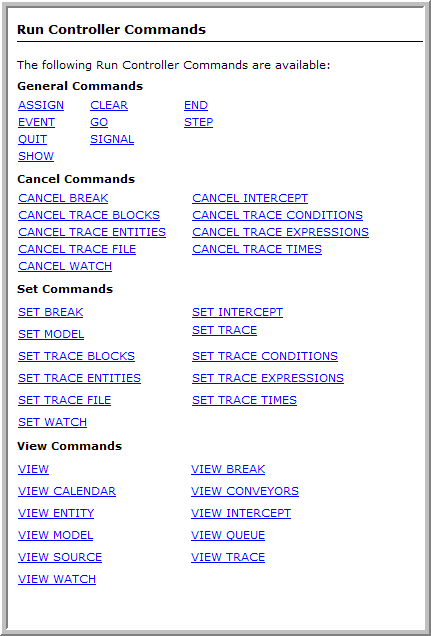 Run Controller Commands
The following Run Controller Commands are available:
General Commands
ASSIGN CLEAR END
EVENT GO STEP
QUIT SIGNAL
SHOW
Cancel Commands
CANCEL BREAK CANCEL INTERCEPT
CANCEL TRACE BLOCKS CANCEL TRACE CONDITIONS
CANCEL TRACE ENTITIES CANCEL TRACE EXPRESSIONS
CANCEL TRACE FILE CANCEL TRACE TIMES
CANCEL WATCH
Set Commands
SET BREAK SET INTERCEPT
SET MODEL SET TRACE
SET TRACE BLOCKS SET TRACE CONDITIONS
SET TRACE ENTITIES SET TRACE EXPRESSIONS
SET TRACE FILE SET TRACE TIMES
SET WATCH
View Commands
VIEW VIEW BREAK
VIEW CALENDAR VIEW CONVEYORS
VIEW ENTITY VIEW INTERCEPT
VIEW MODEL VIEW QUEUE
VIEW SOURCE VIEW TRACE
VIEW WATCH